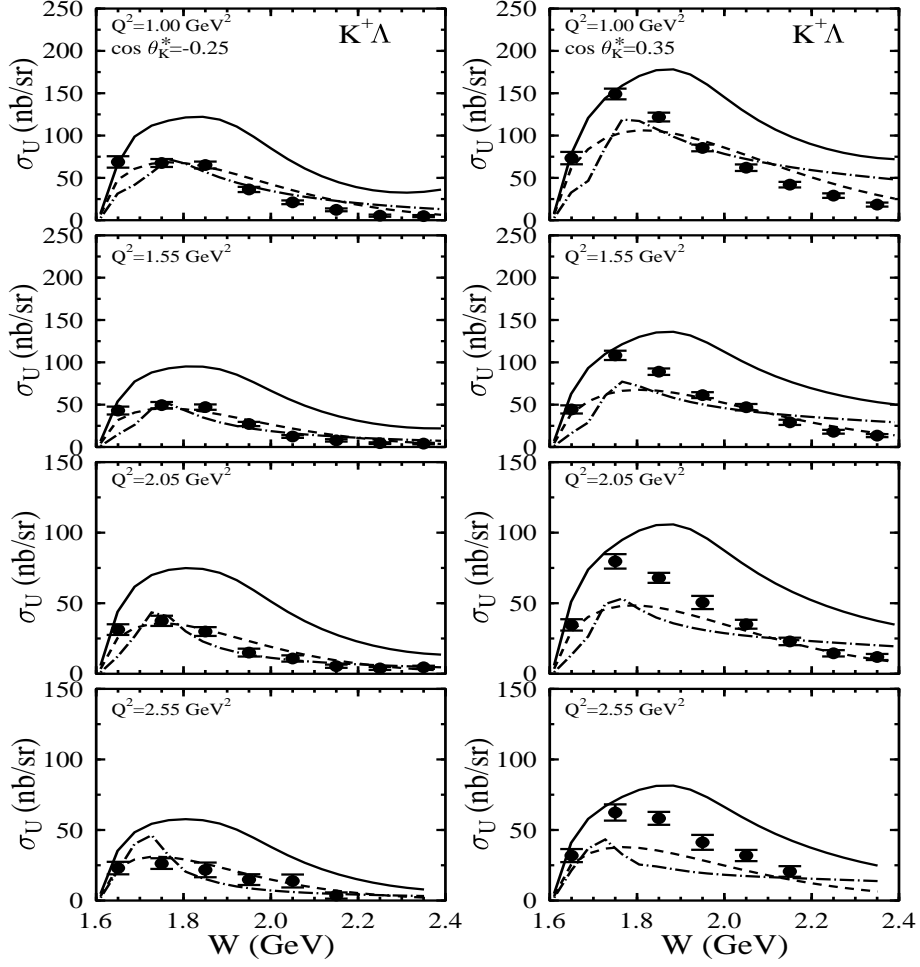 Q²=1.00 GeV²
cos θ*K=-0.25
K⁺Λ
σU (nb/sr)
250
200
150
100
50
0
Q²=1.00 GeV²
cos θ*K=0.35
K⁺Λ
σU (nb/sr)
250
200
150
100
50
0
Q²=1.55 GeV²
σU (nb/sr)
250
200
150
100
50
0
Q²=1.55 GeV²
σU (nb/sr)
250
200
150
100
50
0
Q²=2.05 GeV²
σU (nb/sr)
150
100
50
0
Q²=2.05 GeV²
σU (nb/sr)
150
100
50
0
Q²=2.55 GeV²
σU (nb/sr)
150
100
50
0
1.6 1.8 2.0 2.2 2.4
W (GeV)
Q²=2.55 GeV²
σU (nb/sr)
150
100
50
0
1.6 1.8 2.0 2.2 2.4
W (GeV)